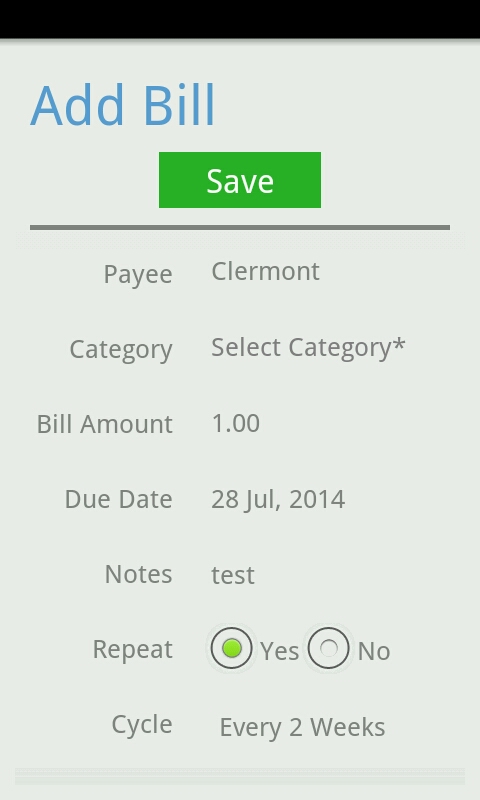 Add Bill
Save
Payee Clermont
Category Select Category*
Bill Amount 1.00
Due Date 28 Jul, 2014
Notes test
Repeat Yes No
Cycle Every 2 Weeks